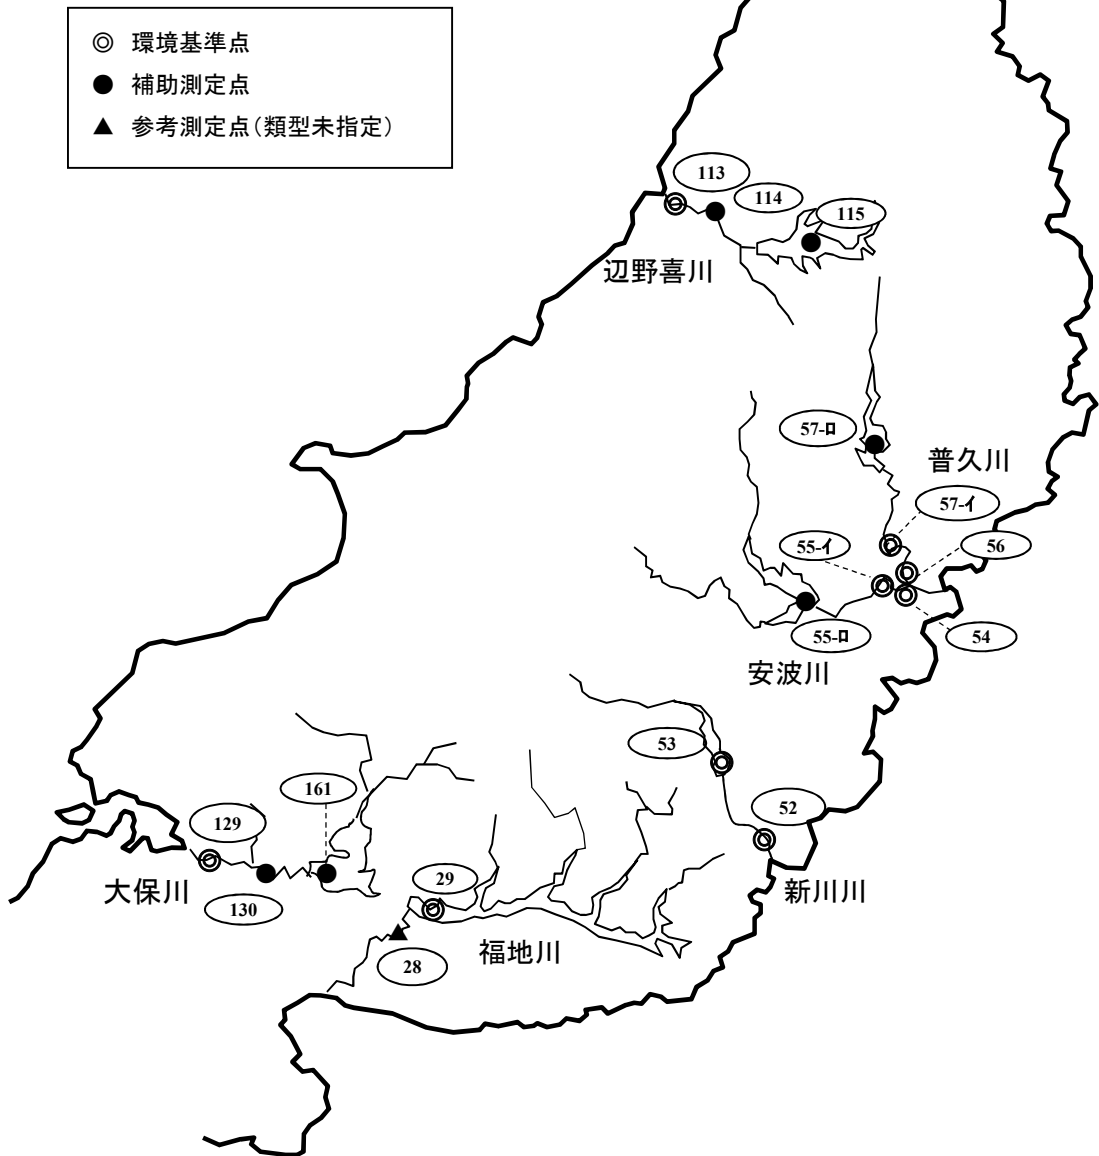 環境基準点
補助測定点
参考測定点(類型未指定)
113
114
115
辺野喜川
57-ロ
普久川
57-イ
55-イ
56
55-ロ
54
安波川
53
161
52
129
大保川
29
新川川
130
福地川
28